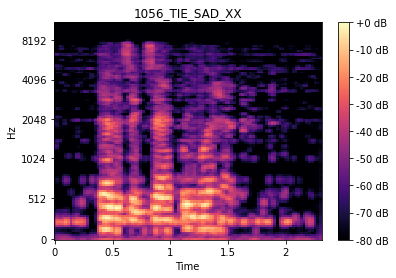 1056_TIE_SAD_XX
+0 dB
8192
-10 dB
4096
-20 dB
-30 dB
2048
Hz
-40 dB
1024
-50 dB
512
-60 dB
-70 dB
0
-80 dB
0 0.5 1 1.5 2
Time